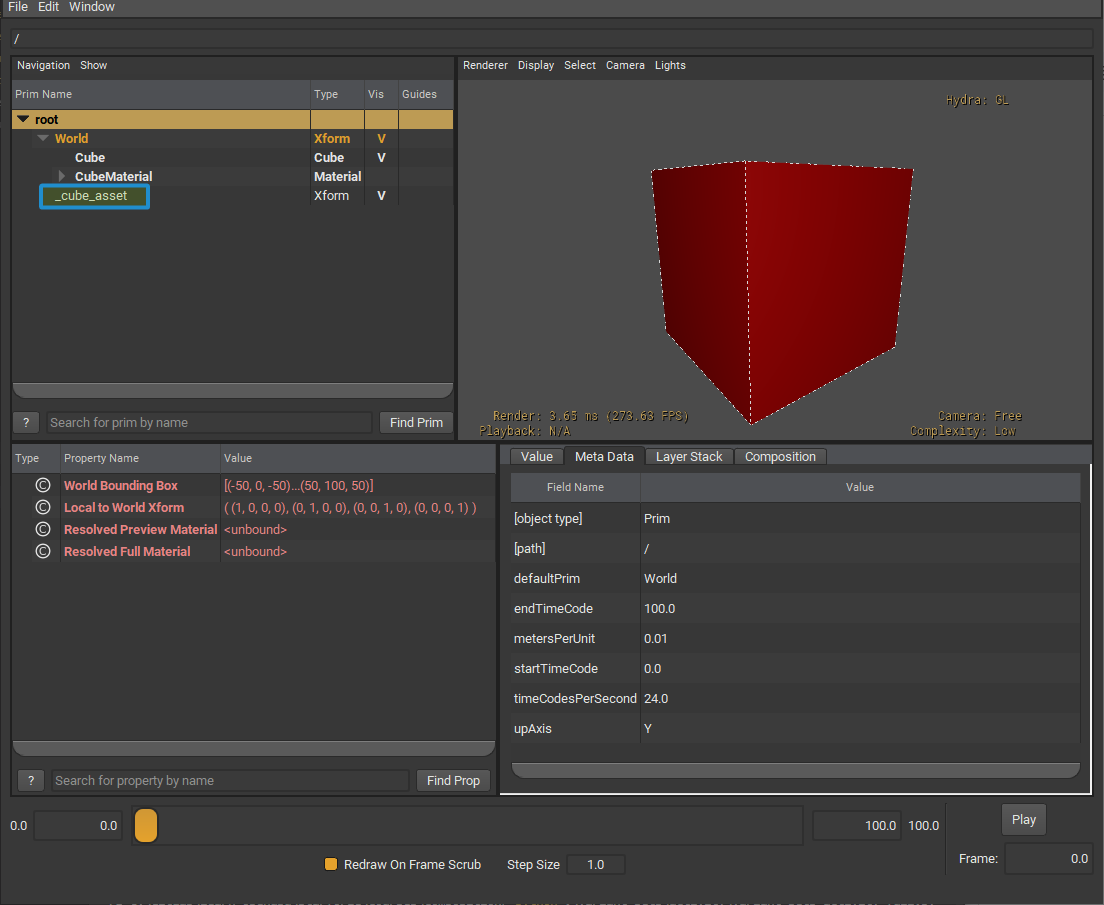 File Edit Window
/
Navigation Show
Prim Name Type Vis Guides
root
World Xform V
Cube Cube V
CubeMaterial Material
_cube_asset Xform V
? Search for prim by name Find Prim
Renderer Display Select Camera Lights
Hydra: GL
Render: 3.65 ms (273.63 FPS)
Playback: N/A
Camera: Free
Complexity: Low
Type Property Name Value
C World Bounding Box [(-50, 0, -50)...(50, 100, 50)]
C Local to World Xform ( (1, 0, 0, 0), (0, 1, 0, 0), (0, 0, 1, 0), (0, 0, 0, 1) )
C Resolved Preview Material <unbound>
C Resolved Full Material <unbound>
? Search for property by name Find Prop
Value Meta Data Layer Stack Composition
Field Name Value
[object type] Prim
[path] /
defaultPrim World
endTimeCode 100.0
metersPerUnit 0.01
startTimeCode 0.0
timeCodesPerSecond 24.0
upAxis Y
0.0 0.0 100.0 100.0 Play
Redraw On Frame Scrub Step Size 1.0 Frame: 0.0